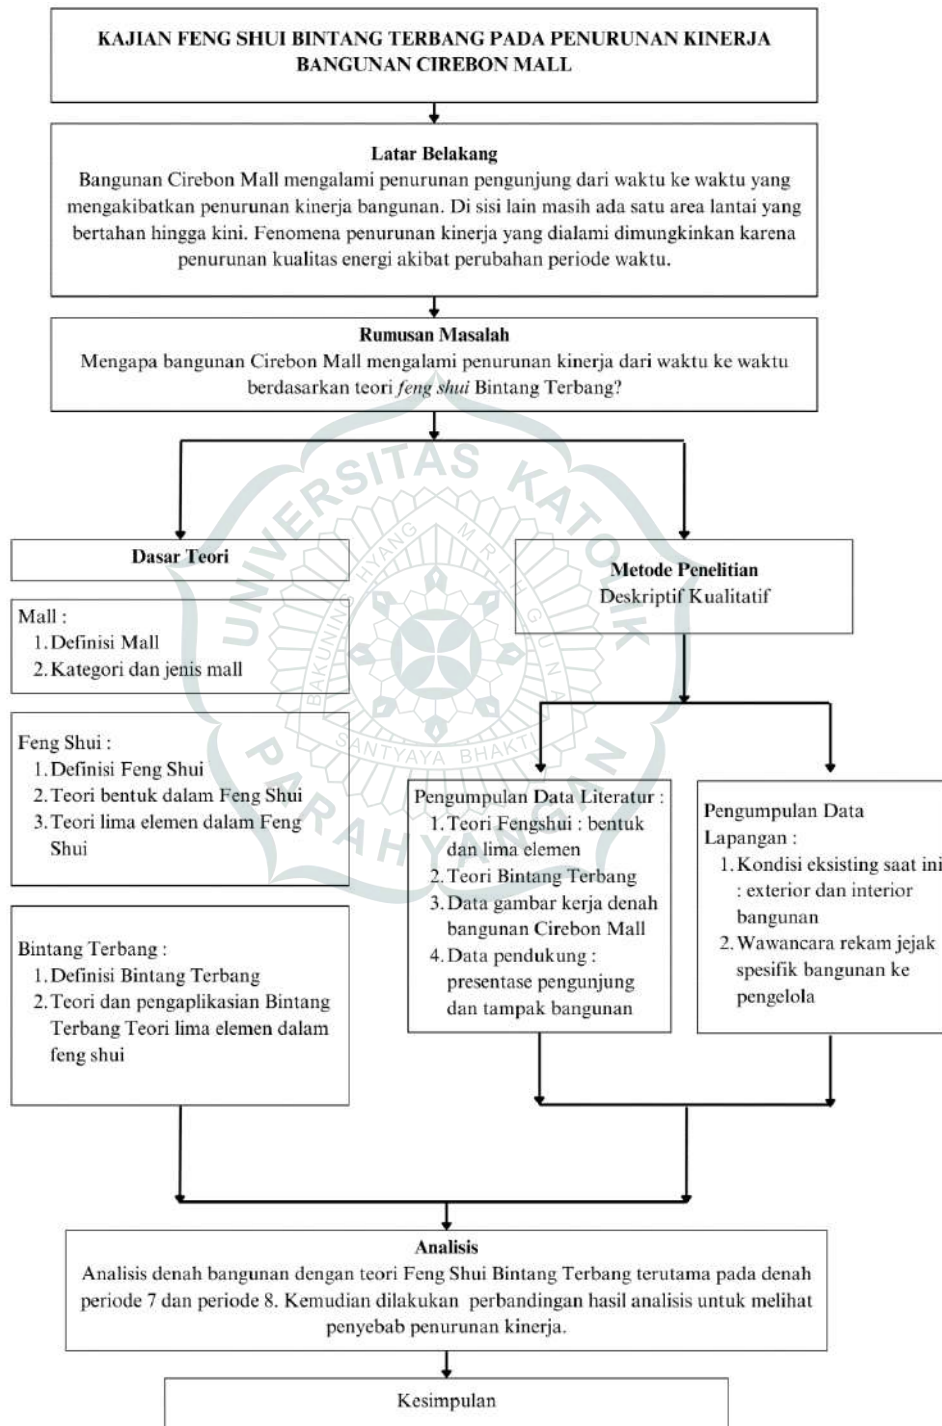 KAJIAN FENG SHUI BINTANG TERBANG PADA PENURUNAN KINERJA
BANGUNAN CIREBON MALL
Latar Belakang
Bangunan Cirebon Mall mengalami penurunan pengunjung dari waktu ke waktu yang
mengakibatkan penurunan kinerja bangunan. Di sisi lain masih ada satu area lantai yang
bertahan hingga kini. Fenomena penurunan kinerja yang dialami dimungkinkan karena
penurunan kualitas energi akibat perubahan periode waktu.
Rumusan Masalah
Mengapa bangunan Cirebon Mall mengalami penurunan kinerja dari waktu ke waktu
berdasarkan teori feng shui Bintang Terbang?
UNIVERSITAS KATOLIK
PARAHYANGAN
BAKUNING HYANG MRIH GUNA
SANTYAYA BHAKTI
Dasar Teori
Mall :
1. Definisi Mall
2. Kategori dan jenis mall
Feng Shui :
1. Definisi Feng Shui
2. Teori bentuk dalam Feng Shui
3. Teori lima elemen dalam Feng
Shui
Bintang Terbang :
1. Definisi Bintang Terbang
2. Teori dan pengaplikasian Bintang
Terbang Teori lima elemen dalam
feng shui
Metode Penelitian
Deskriptif Kualitatif
Pengumpulan Data Literatur :
1. Teori Fengshui : bentuk
dan lima elemen
2. Teori Bintang Terbang
3. Data gambar kerja denah
bangunan Cirebon Mall
4. Data pendukung :
presentase pengunjung
dan tampak bangunan
Pengumpulan Data
Lapangan :
1. Kondisi eksisting saat ini
: exterior dan interior
bangunan
2. Wawancara rekam jejak
spesifik bangunan ke
pengelola
Analisis
Analisis denah bangunan dengan teori Feng Shui Bintang Terbang terutama pada denah
periode 7 dan periode 8. Kemudian dilakukan perbandingan hasil analisis untuk melihat
penyebab penurunan kinerja.
Kesimpulan